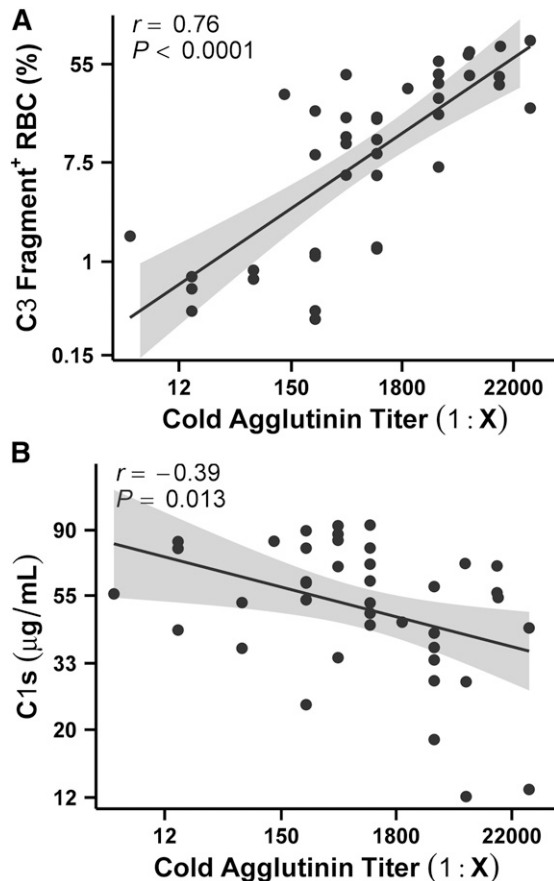 A
r = 0.76
P < 0.0001
C3 Fragment⁺ RBC (%)
55
7.5
1
0.15
12 150 1800 22000
Cold Agglutinin Titer (1 : X)
B
r = −0.39
P = 0.013
C1s (μg/mL)
90
55
33
20
12
12 150 1800 22000
Cold Agglutinin Titer (1 : X)